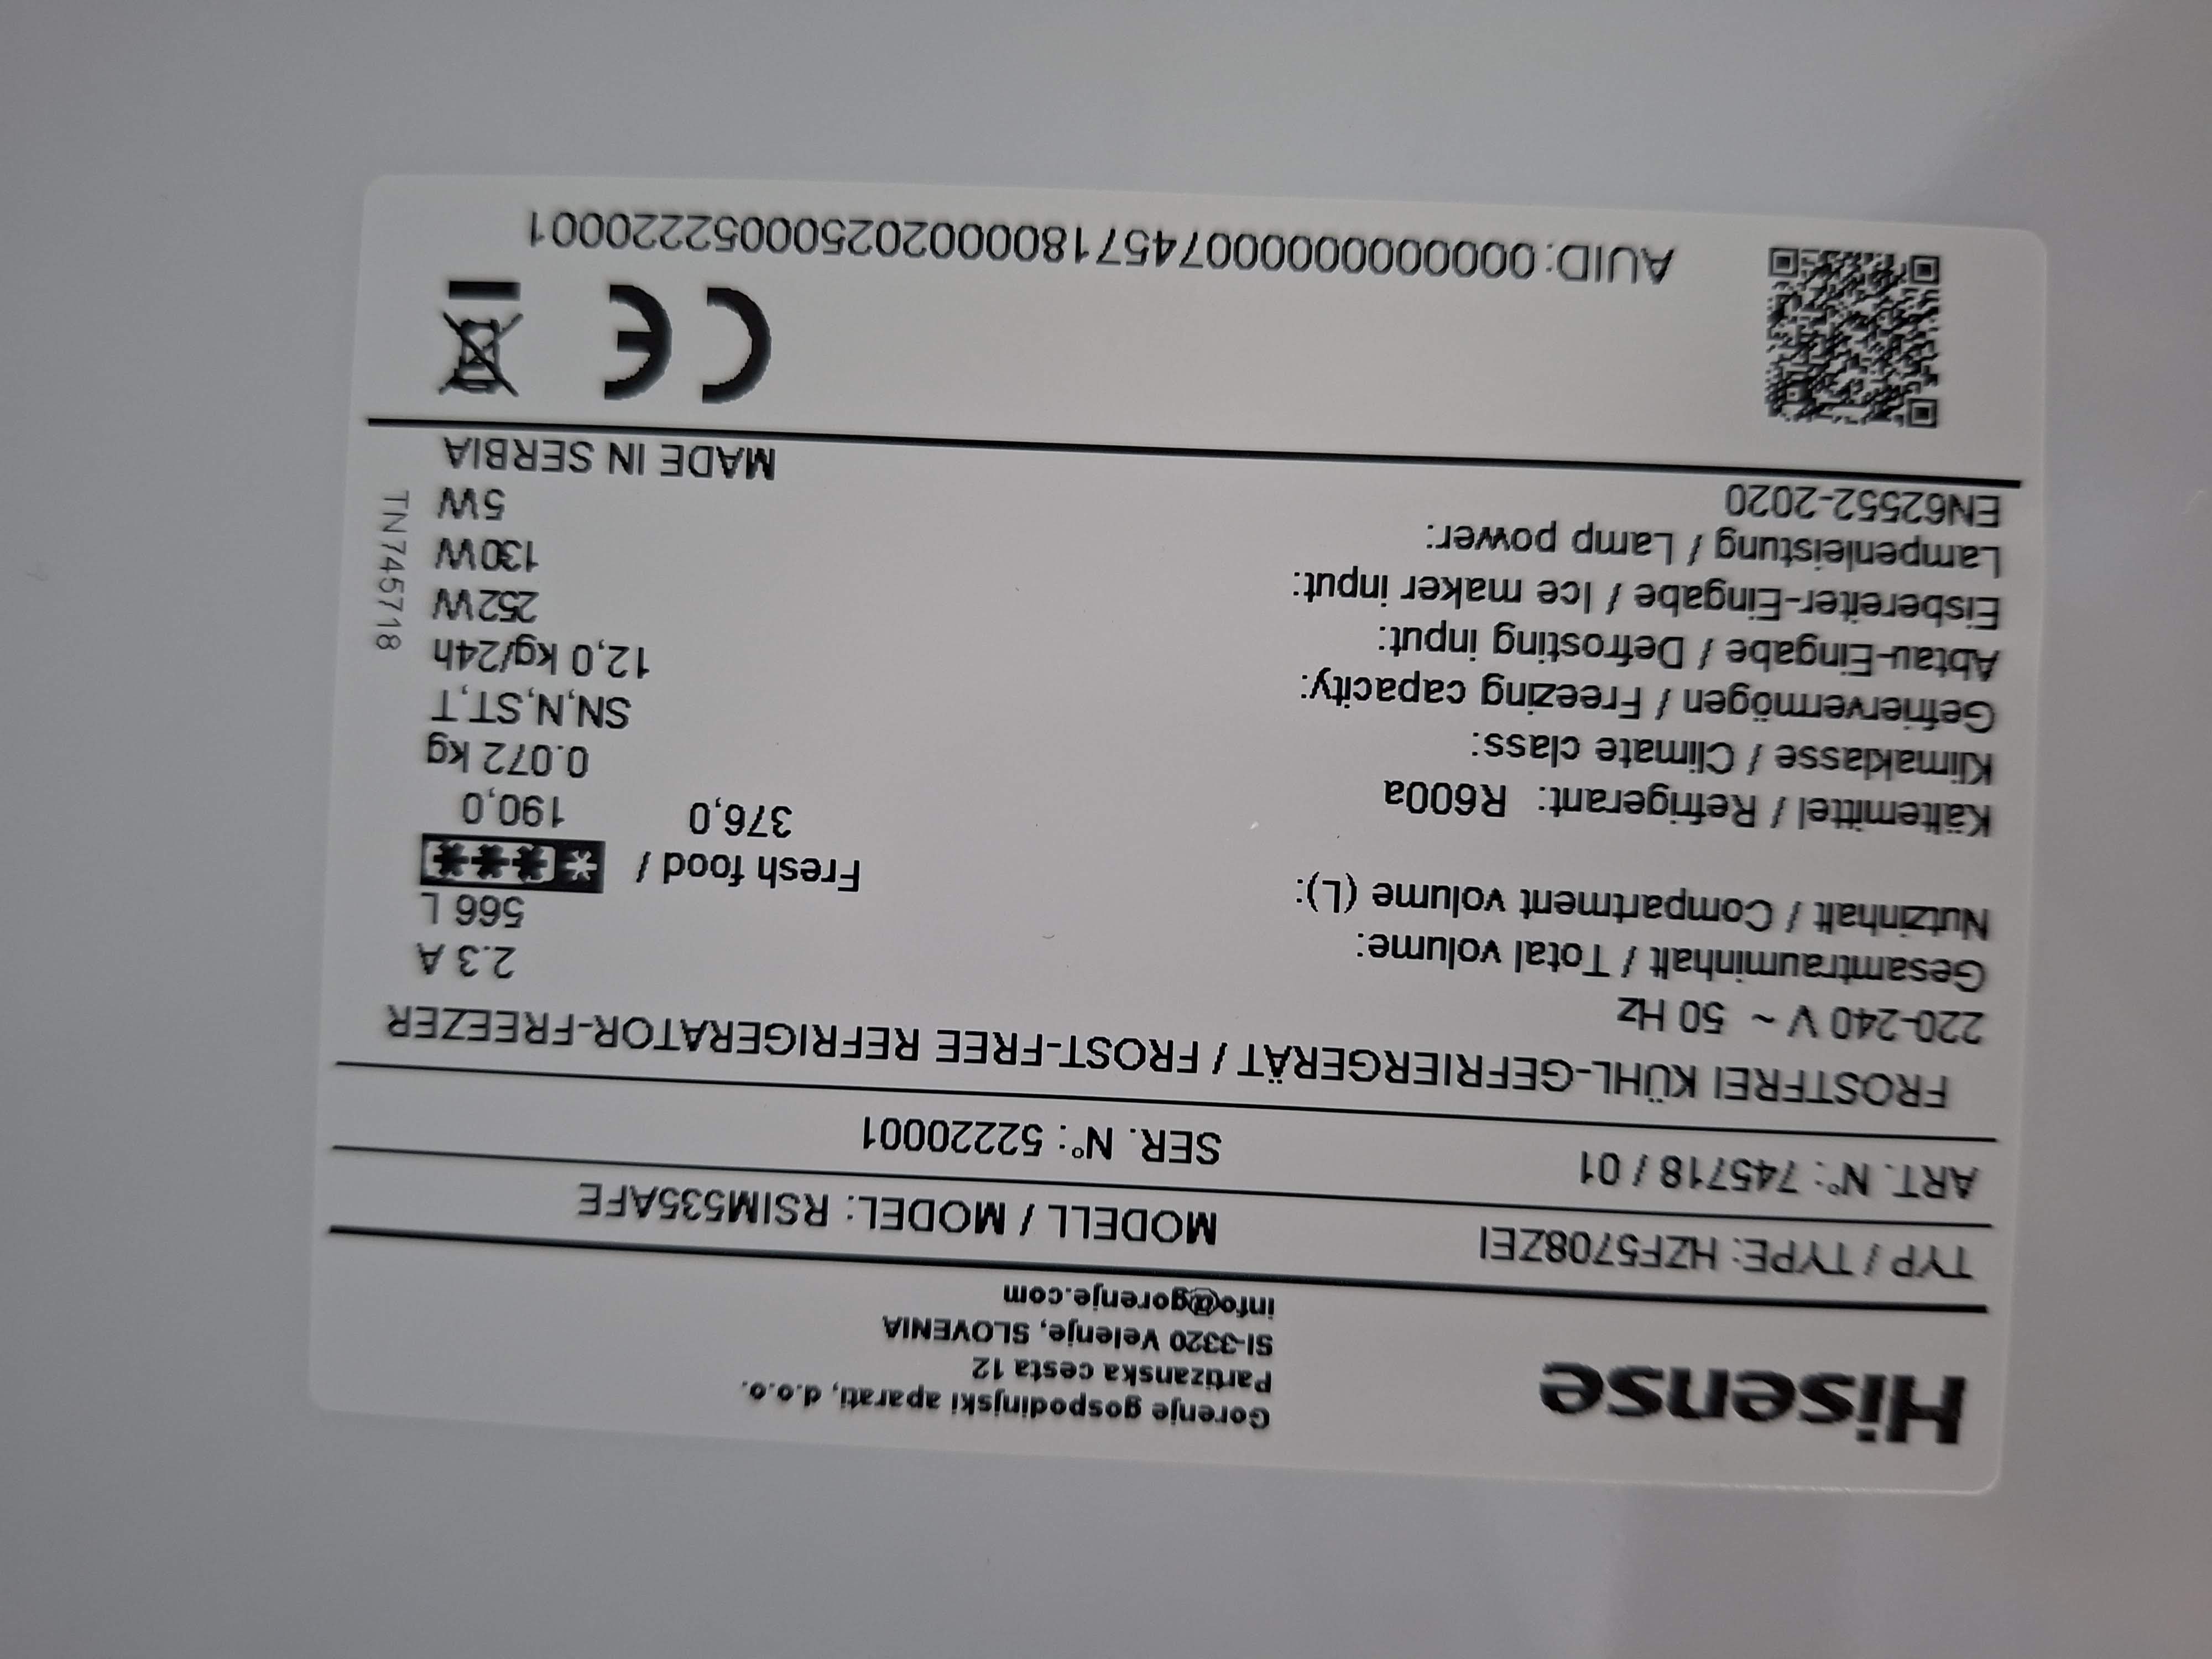 Hisense
Gorenje gospodinjski aparati, d.o.o.
Partizanska cesta 12
SI-3320 Velenje, SLOVENIA
info@gorenje.com
TYP / TYPE: HZF5708ZEI MODELL / MODEL: RSIM535AFE
ART. N°: 745718 / 01 SER. N°: 52220001
FROSTFREI KÜHL-GEFRIERGERÄT / FROST-FREE REFRIGERATOR-FREEZER
220-240 V ~ 50 Hz 2.3 A
Gesamtrauminhalt / Total volume: 566 L
Nutzinhalt / Compartment volume (L): Fresh food /
376,0 190,0
Kältemittel / Refrigerant: R600a 0.072 kg
Klimaklasse / Climate class: SN,N,ST,T
Gefriervermögen / Freezing capacity: 12,0 kg/24h
Abtau-Eingabe / Defrosting input: 252W
Eisbereiter-Eingabe / Ice maker input: 130W
Lampenleistung / Lamp power: 5W
EN62552-2020 MADE IN SERBIA
TN745718
CE
AUID:0000000000007457180000202500052220001